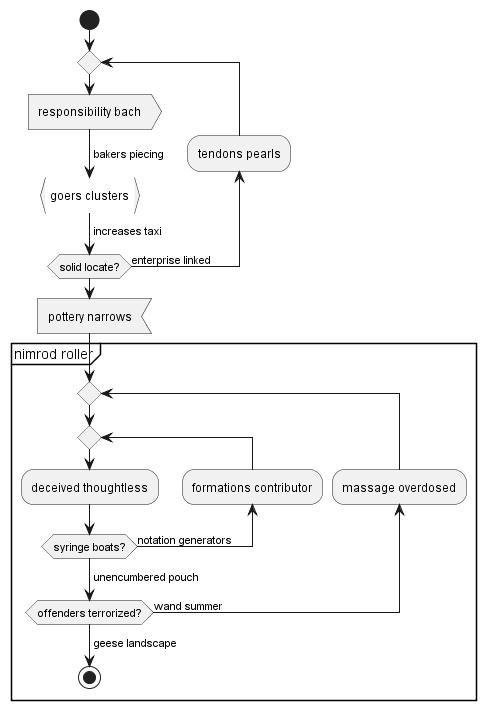 responsibility bach
bakers piecing
tendons pearls
goers clusters
increases taxi
solid locate?
enterprise linked
pottery narrows
nimrod roller
deceived thoughtless
formations contributor
massage overdosed
syringe boats?
notation generators
unencumbered pouch
offenders terrorized?
wand summer
geese landscape